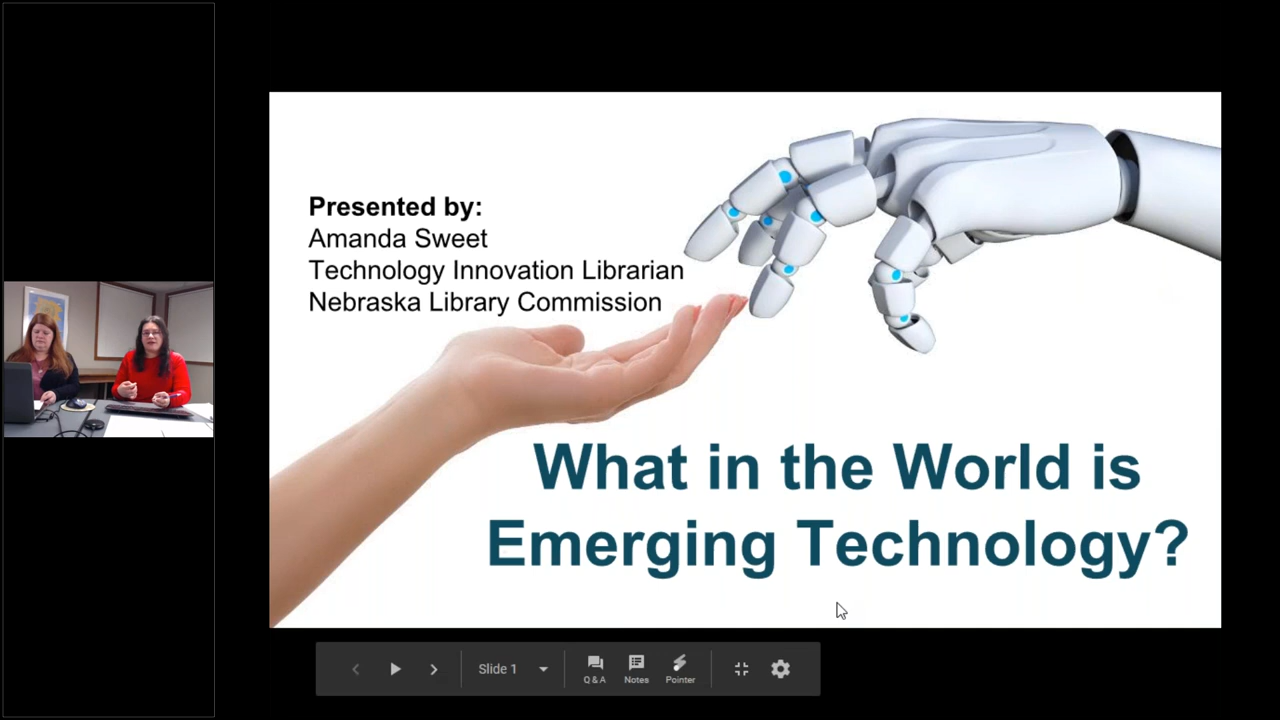 Presented by:
Amanda Sweet
Technology Innovation Librarian
Nebraska Library Commission
What in the World is
Emerging Technology?
Slide 1
Q & A
Notes
Pointer